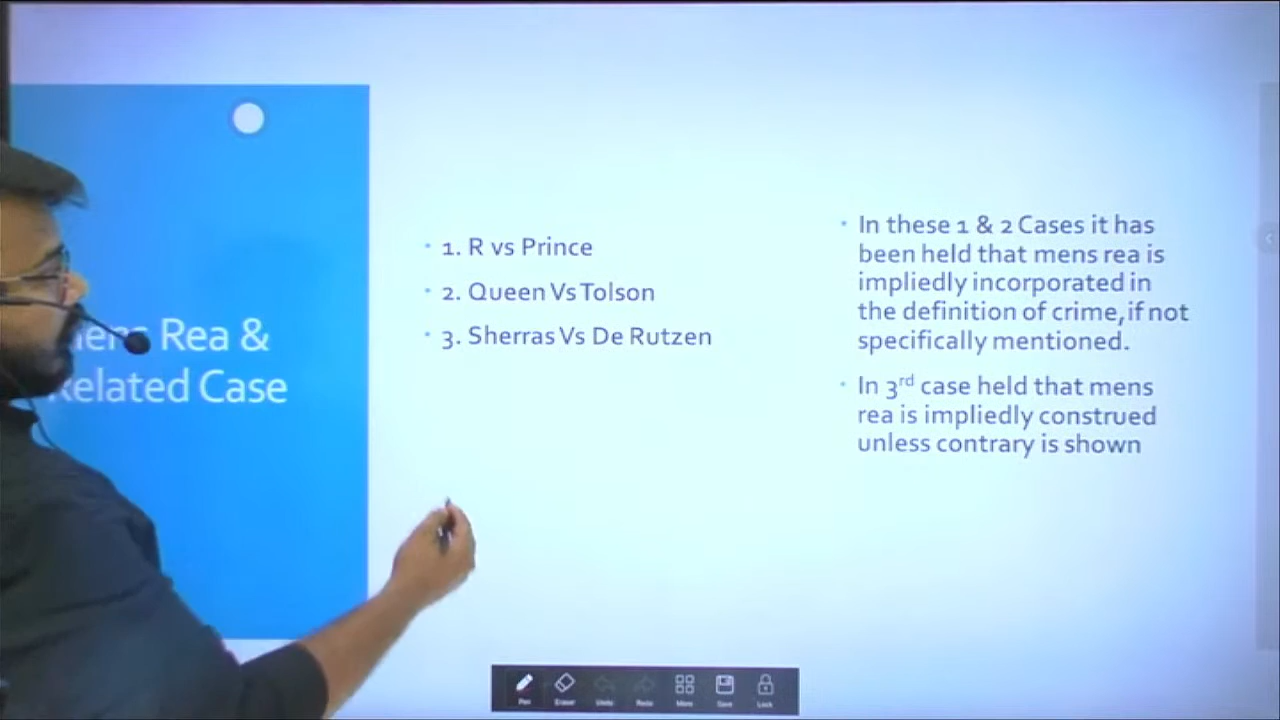 Mens Rea &
Related Case
1. R vs Prince
2. Queen Vs Tolson
3. Sherras Vs De Rutzen
In these 1 & 2 Cases it has
been held that mens rea is
impliedly incorporated in
the definition of crime, if not
specifically mentioned.
In 3rd case held that mens
rea is impliedly construed
unless contrary is shown
Pen Eraser Undo Redo More Save Lock